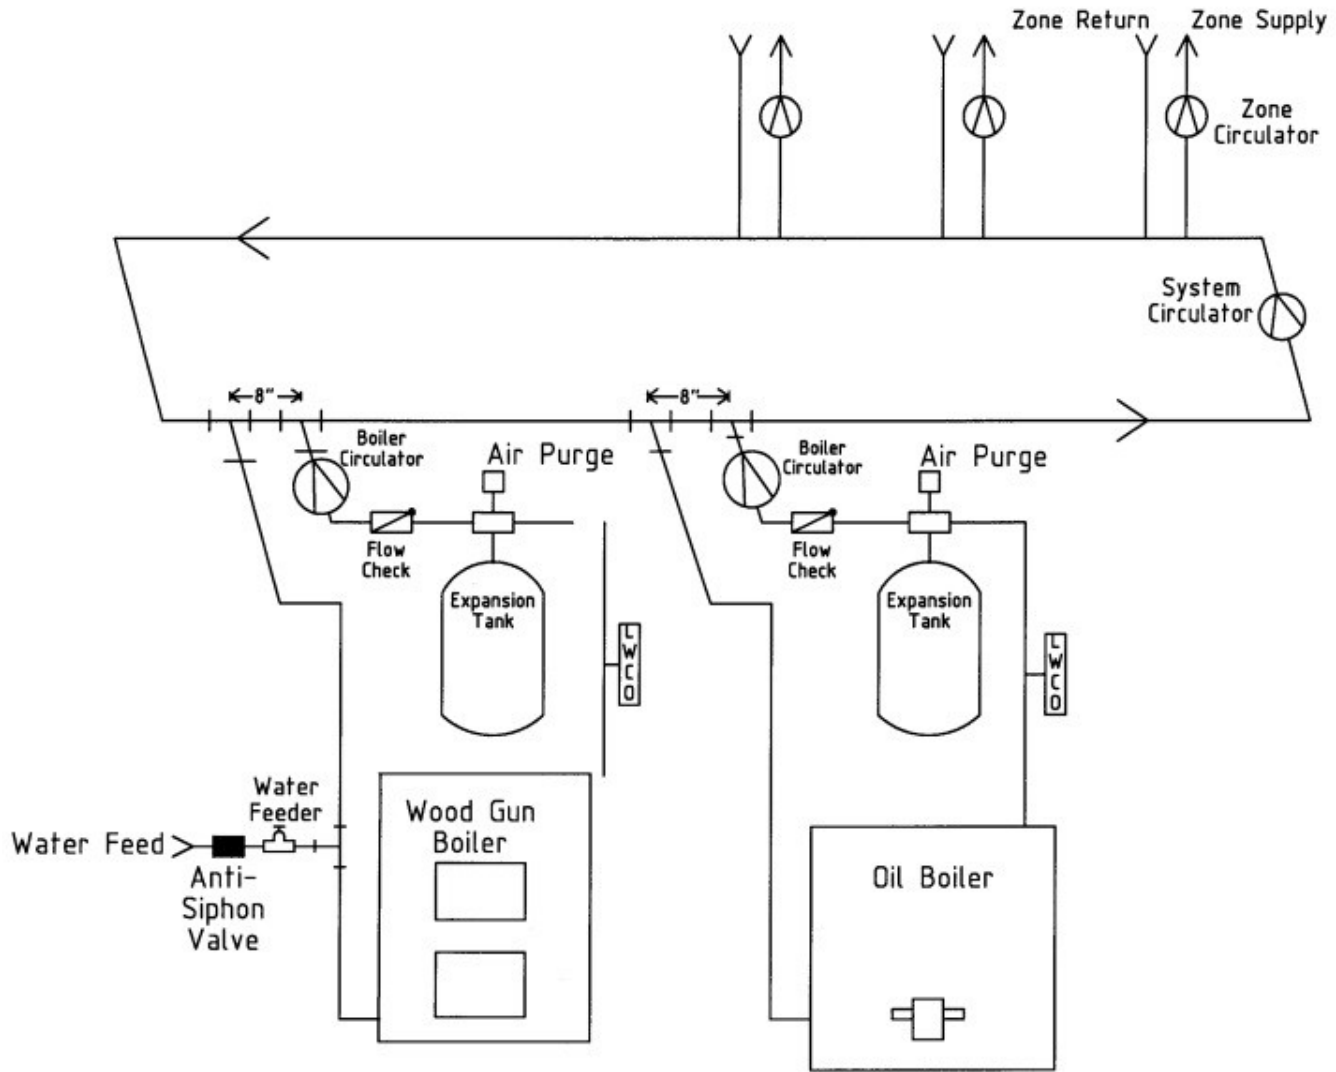 Zone Return
Zone Supply
Zone
Circulator
System
Circulator
8"
8"
Boiler
Circulator
Air Purge
Boiler
Circulator
Air Purge
Flow
Check
Expansion
Tank
L
W
C
O
Flow
Check
Expansion
Tank
L
W
C
O
Water
Feeder
Water Feed
Anti-
Siphon
Valve
Wood Gun
Boiler
Oil Boiler